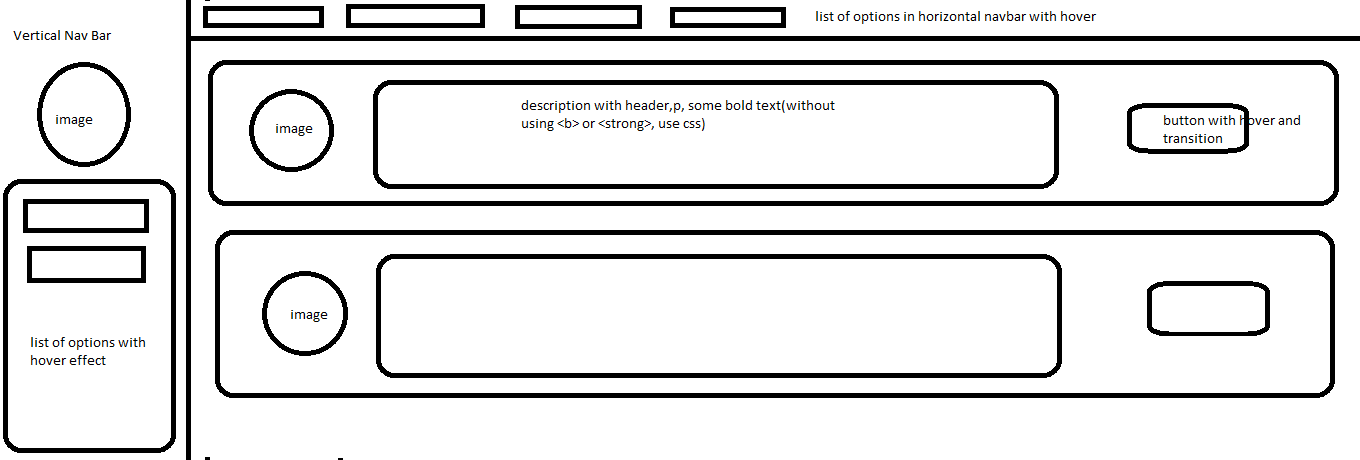 list of options in horizontal navbar with hover
Vertical Nav Bar
image
list of options with
hover effect
image
description with header,p, some bold text(without
using <b> or <strong>, use css)
button with hover and
transition
image